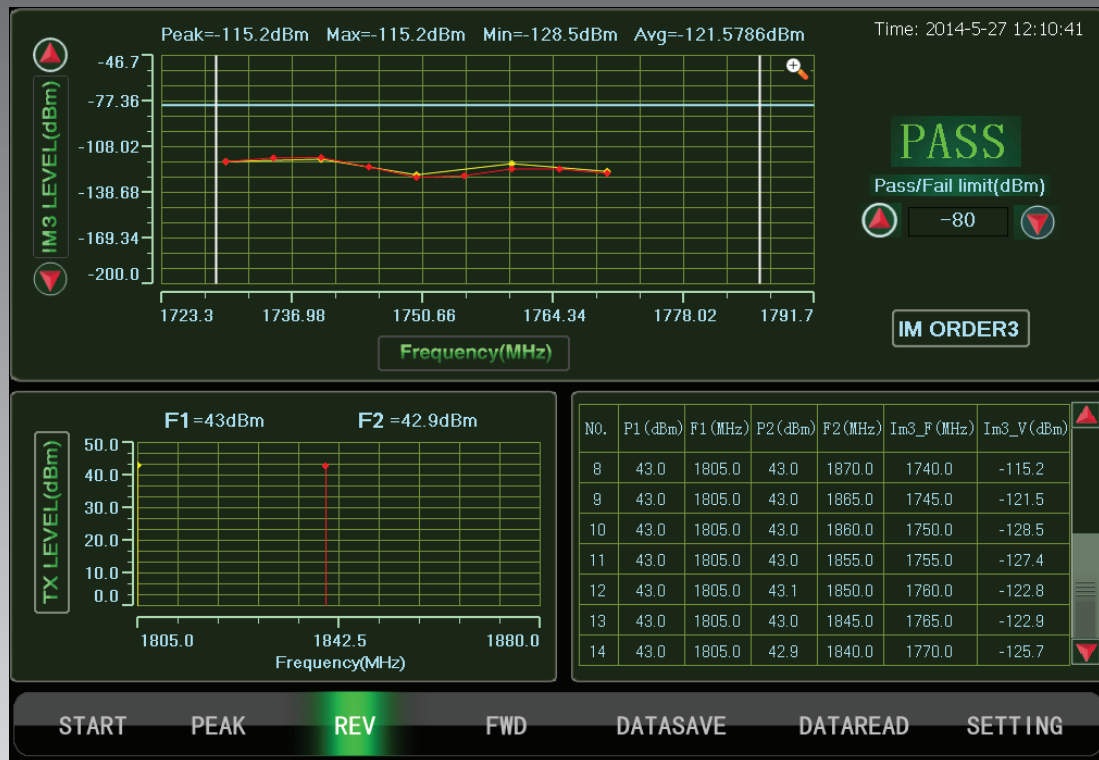 Time: 2014-5-27 12:10:41
Peak=-115.2dBm Max=-115.2dBm Min=-128.5dBm Avg=-121.5786dBm
IM3 LEVEL(dBm)
-46.7
-77.36
-108.02
-138.68
-169.34
-200.0
1723.3 1736.98 1750.66 1764.34 1778.02 1791.7
Frequency(MHz)
PASS
Pass/Fail limit(dBm)
-80
IM ORDER3
F1=43dBm F2 =42.9dBm
TX LEVEL(dBm)
50.0
40.0
30.0
20.0
10.0
0.0
1805.0 1842.5 1880.0
Frequency(MHz)
NO. P1(dBm) F1(MHz) P2(dBm) F2(MHz) Im3_F(MHz) Im3_V(dBm)
8 43.0 1805.0 43.0 1870.0 1740.0 -115.2
9 43.0 1805.0 43.0 1865.0 1745.0 -121.5
10 43.0 1805.0 43.0 1860.0 1750.0 -128.5
11 43.0 1805.0 43.0 1855.0 1755.0 -127.4
12 43.0 1805.0 43.1 1850.0 1760.0 -122.8
13 43.0 1805.0 43.0 1845.0 1765.0 -122.9
14 43.0 1805.0 42.9 1840.0 1770.0 -125.7
START PEAK REV FWD DATASAVE DATAREAD SETTING